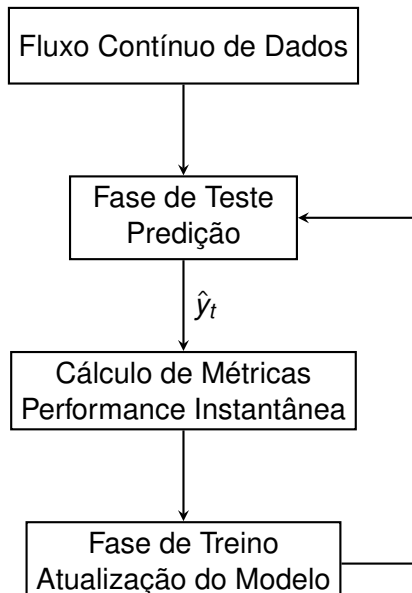 Fluxo Contínuo de Dados
Fase de Teste
Predição
ŷt
Cálculo de Métricas
Performance Instantânea
Fase de Treino
Atualização do Modelo